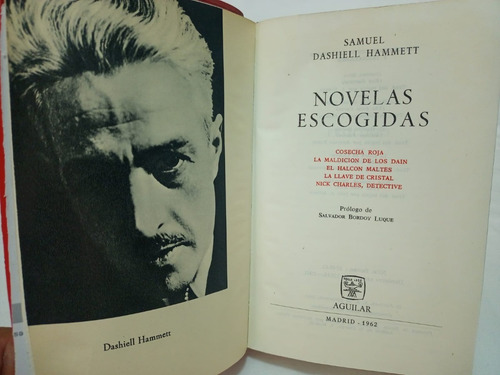 Dashiell Hammett
SAMUEL
DASHIELL HAMMETT
NOVELAS
ESCOGIDAS
COSECHA ROJA
LA MALDICION DE LOS DAIN
EL HALCON MALTES
LA LLAVE DE CRISTAL
NICK CHARLES, DETECTIVE
Prólogo de
SALVADOR BORDOY LUQUE
AGUILAR
MADRID - 1962